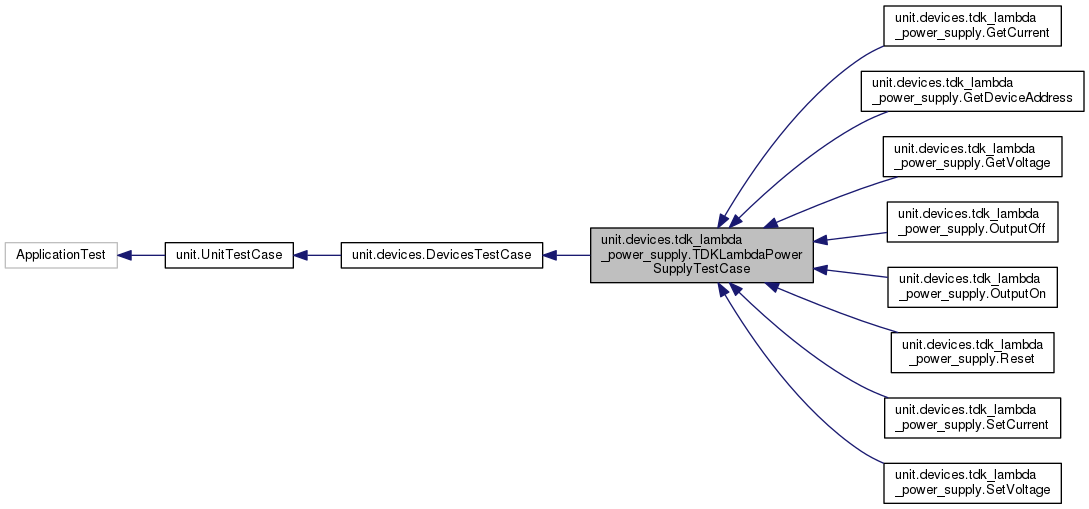 unit.devices.tdk_lambda
_power_supply.GetCurrent
unit.devices.tdk_lambda
_power_supply.GetDeviceAddress
unit.devices.tdk_lambda
_power_supply.GetVoltage
unit.devices.tdk_lambda
_power_supply.OutputOff
ApplicationTest
unit.UnitTestCase
unit.devices.DevicesTestCase
unit.devices.tdk_lambda
_power_supply.TDKLambdaPower
SupplyTestCase
unit.devices.tdk_lambda
_power_supply.OutputOn
unit.devices.tdk_lambda
_power_supply.Reset
unit.devices.tdk_lambda
_power_supply.SetCurrent
unit.devices.tdk_lambda
_power_supply.SetVoltage